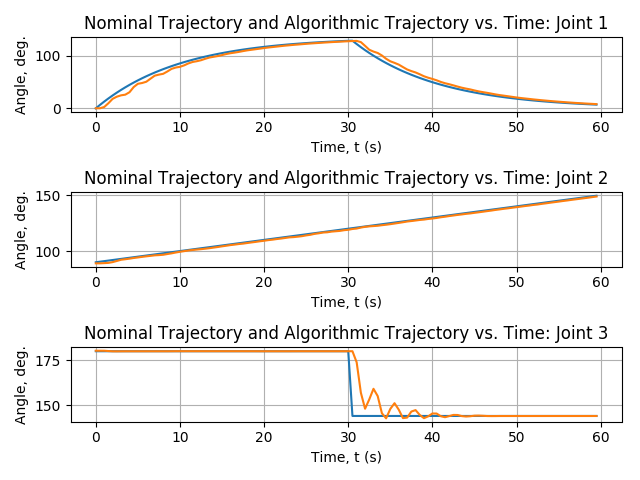 Nominal Trajectory and Algorithmic Trajectory vs. Time: Joint 1
Angle, deg.
100
0
0 10 20 30 40 50 60
Time, t (s)
Nominal Trajectory and Algorithmic Trajectory vs. Time: Joint 2
Angle, deg.
150
100
0 10 20 30 40 50 60
Time, t (s)
Nominal Trajectory and Algorithmic Trajectory vs. Time: Joint 3
Angle, deg.
175
150
0 10 20 30 40 50 60
Time, t (s)